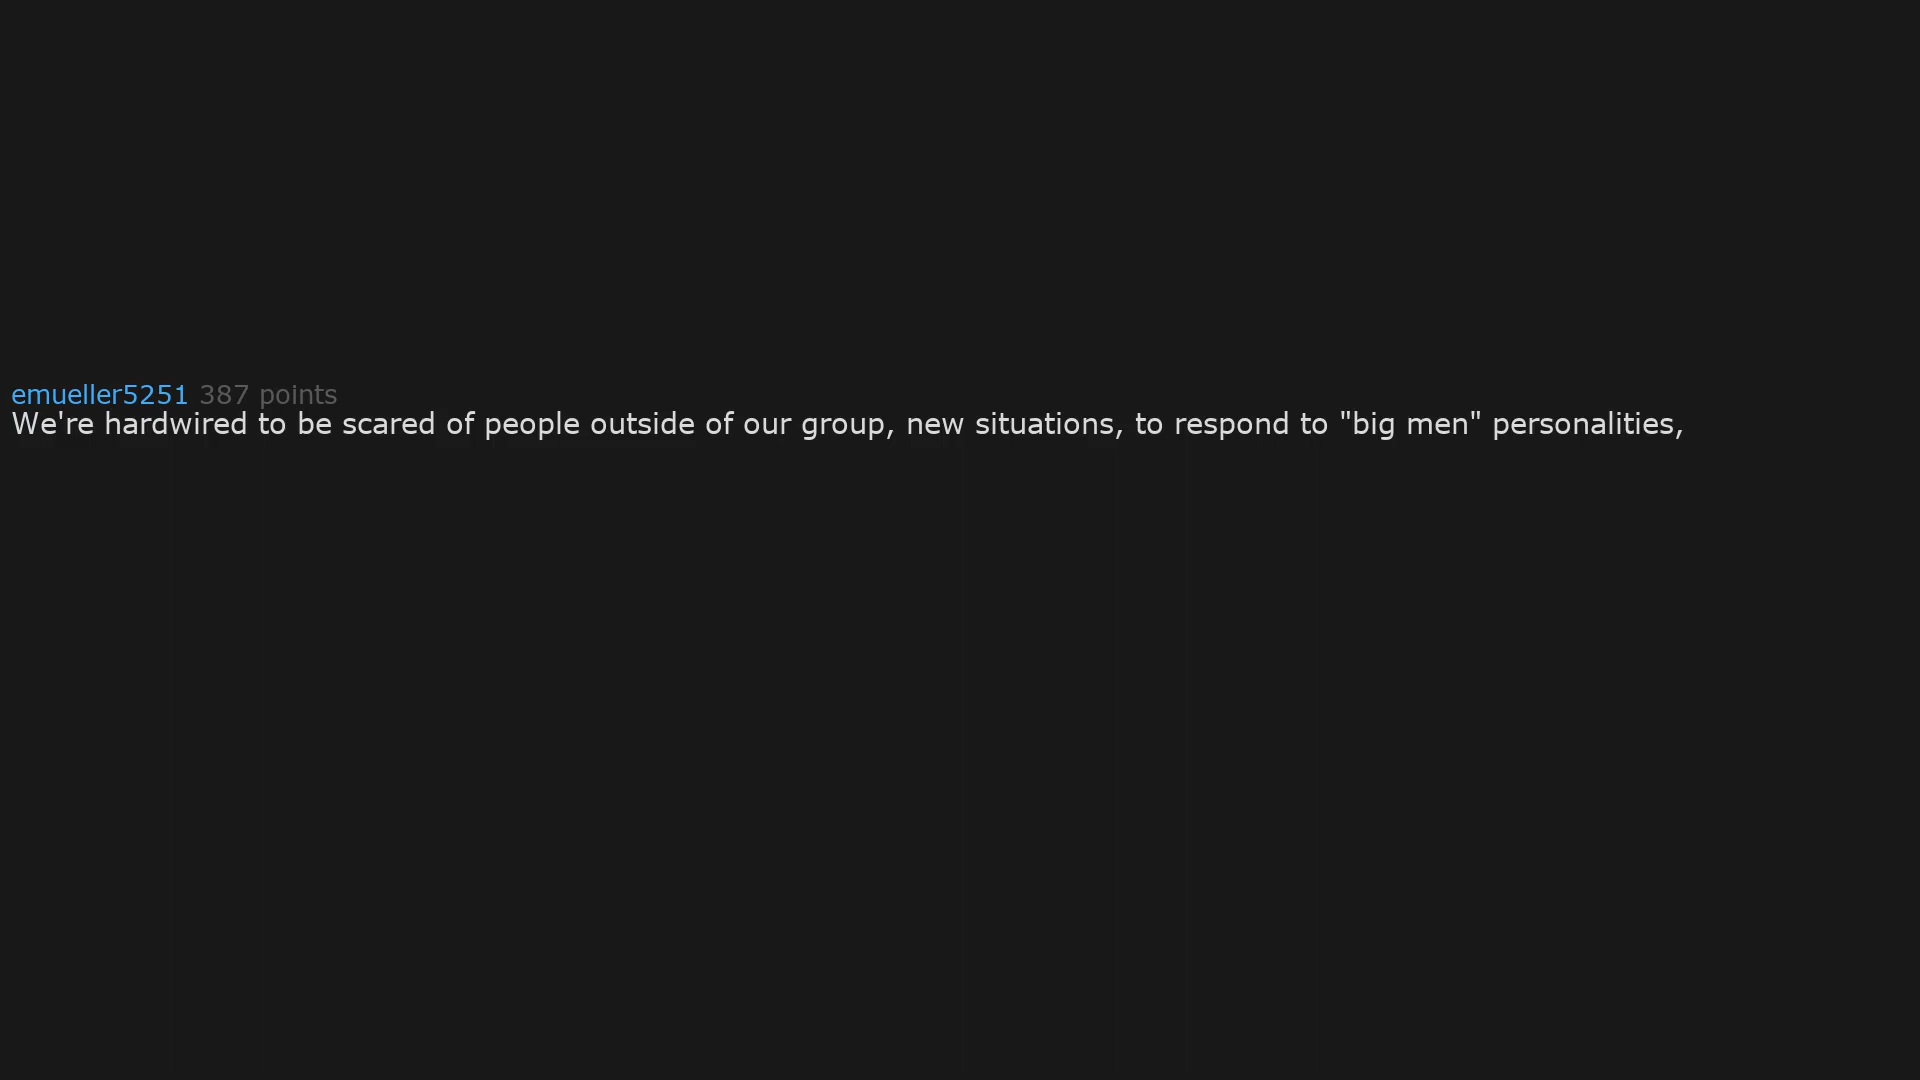 emueller5251 387 points
We're hardwired to be scared of people outside of our group, new situations, to respond to "big men" personalities,